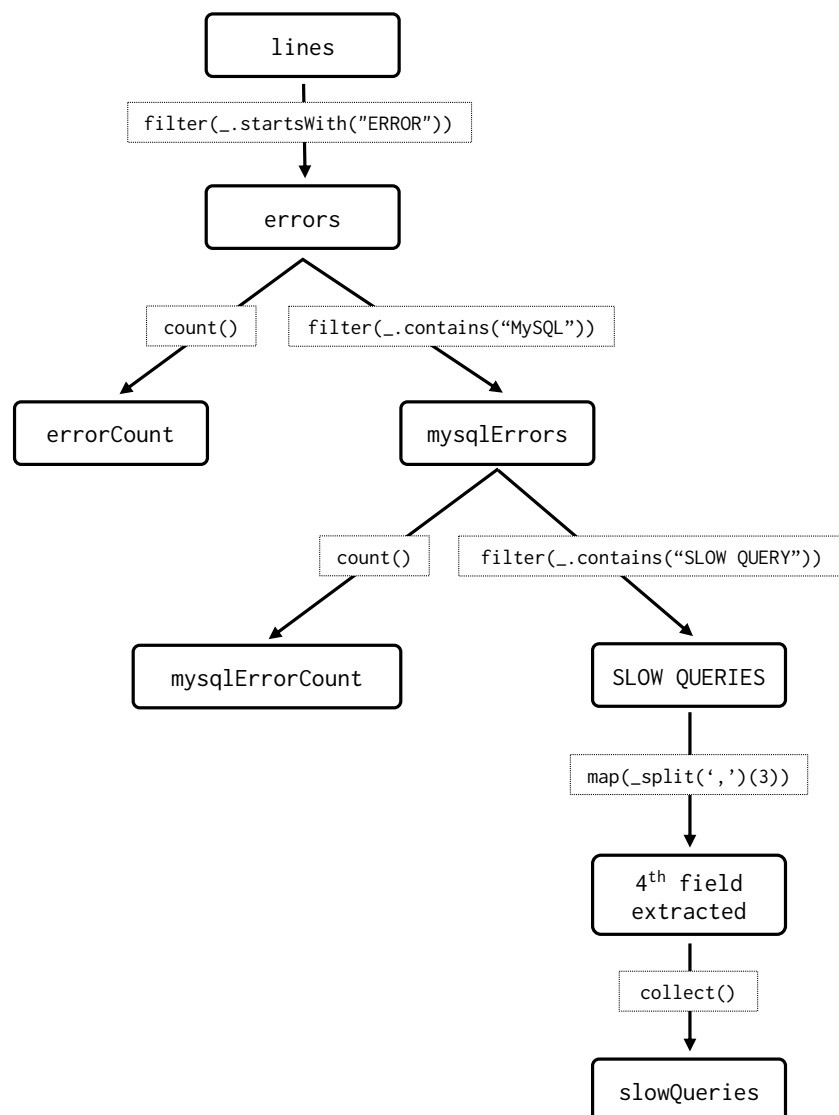 lines
filter(_.startsWith("ERROR"))
errors
count()
filter(_.contains(“MySQL”))
errorCount
mysqlErrors
count()
filter(_.contains(“SLOW QUERY”))
mysqlErrorCount
SLOW QUERIES
map(_split(‘,’)(3))
4th field
extracted
collect()
slowQueries